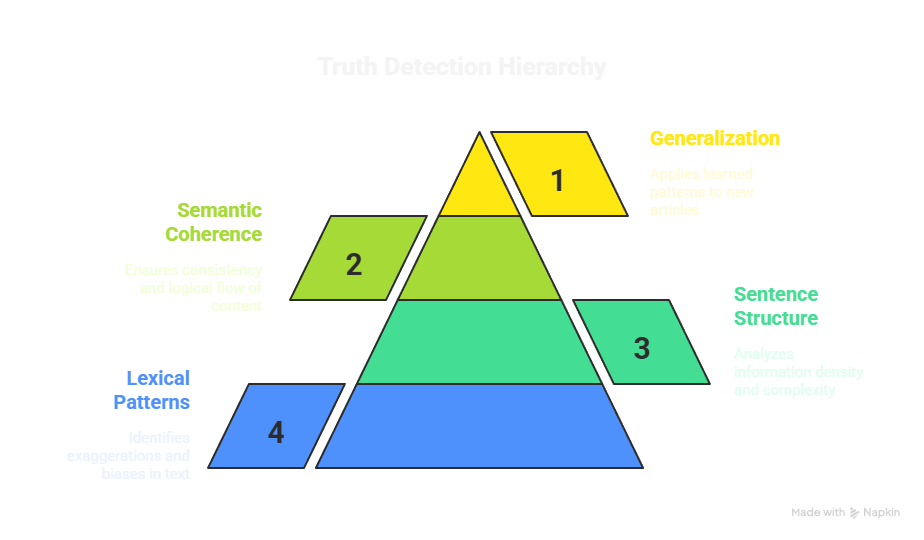 Truth Detection Hierarchy
Generalization
Applies learned
patterns to new
articles
1
Semantic
Coherence
Ensures consistency
and logical flow of
content
2
Sentence
Structure
Analyzes
information density
and complexity
3
Lexical
Patterns
Identifies
exaggerations and
biases in text
4
Made with Napkin